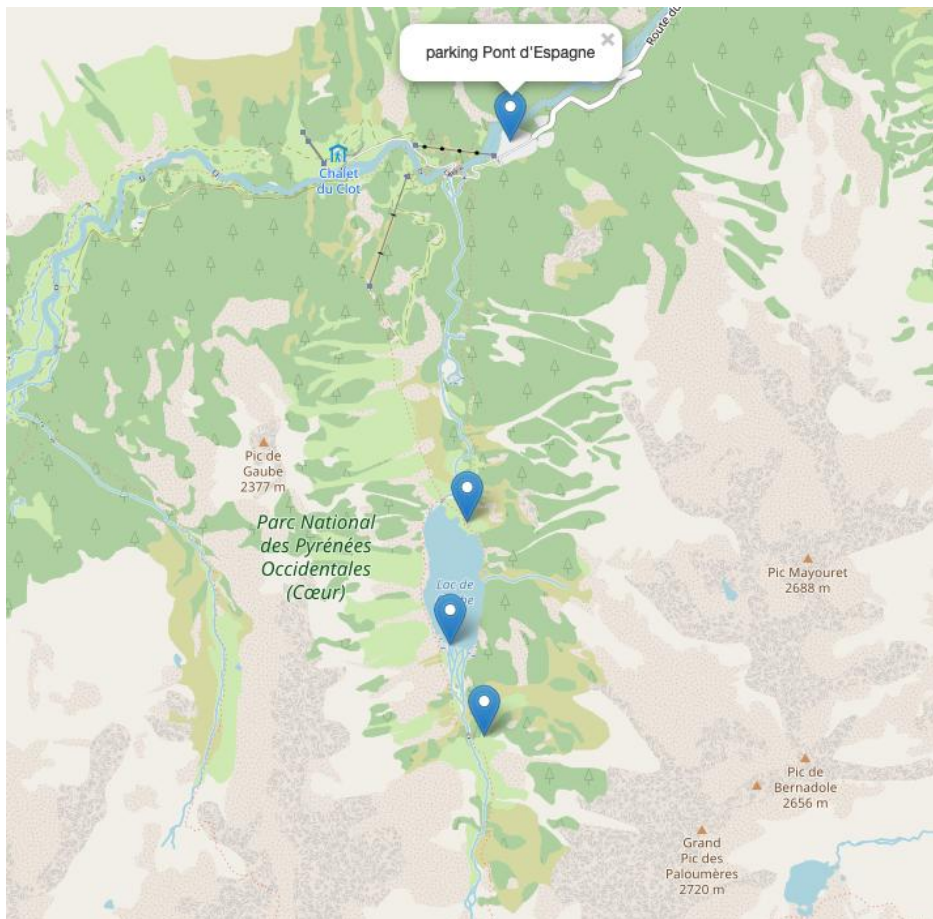 parking Pont d'Espagne
×
Route du
Chalet
du Clot
Pic de
Gaube
2377 m
Parc National
des Pyrénées
Occidentales
(Cœur)
Lac de
Pic Mayouret
2688 m
Pic de
Bernadole
2656 m
Grand
Pic des
Paloumères
2720 m